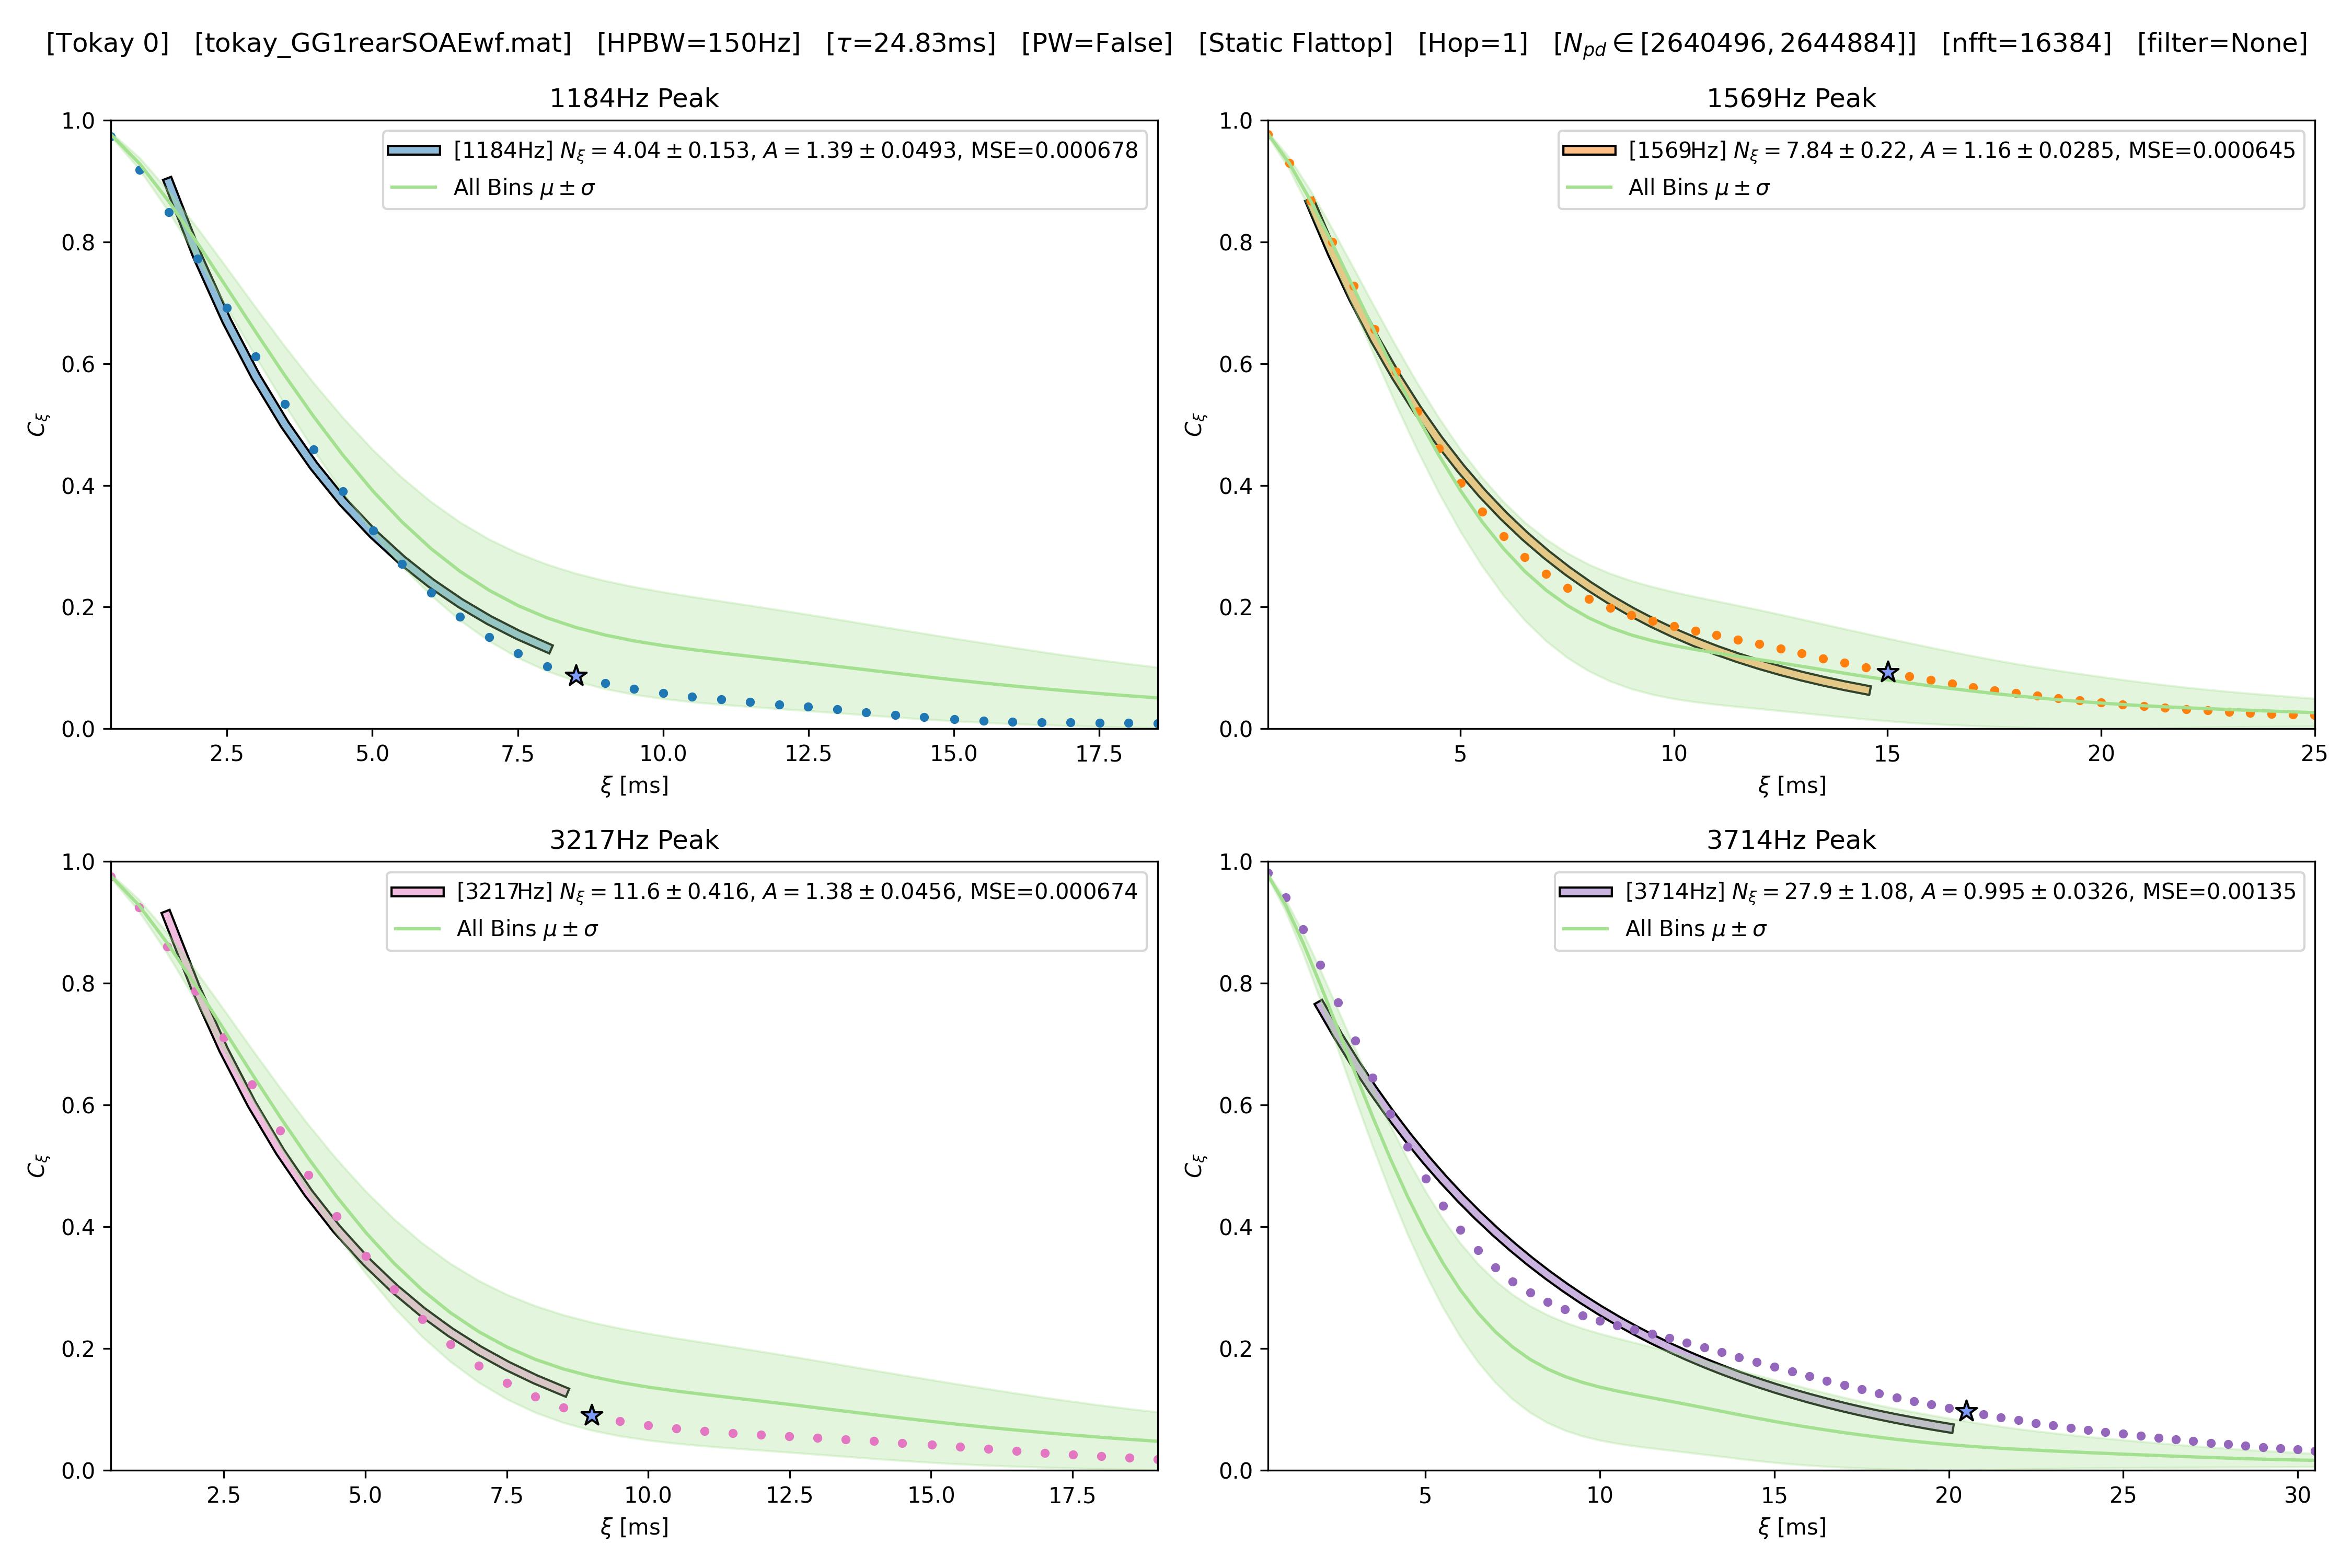 [Tokay 0] [tokay_GG1rearSOAEwf.mat] [HPBW=150Hz] [τ=24.83ms] [PW=False] [Static Flattop] [Hop=1] [N_pd ∈ [2640496, 2644884]] [nfft=16384] [filter=None]
1184Hz Peak
[1184Hz] N_ξ = 4.04 ± 0.153, A = 1.39 ± 0.0493, MSE=0.000678
All Bins μ ± σ
1.0
0.8
0.6
0.4
0.2
0.0
C_ξ
2.5 5.0 7.5 10.0 12.5 15.0 17.5
ξ [ms]
1569Hz Peak
[1569Hz] N_ξ = 7.84 ± 0.22, A = 1.16 ± 0.0285, MSE=0.000645
All Bins μ ± σ
1.0
0.8
0.6
0.4
0.2
0.0
C_ξ
5 10 15 20 25
ξ [ms]
3217Hz Peak
[3217Hz] N_ξ = 11.6 ± 0.416, A = 1.38 ± 0.0456, MSE=0.000674
All Bins μ ± σ
1.0
0.8
0.6
0.4
0.2
0.0
C_ξ
2.5 5.0 7.5 10.0 12.5 15.0 17.5
ξ [ms]
3714Hz Peak
[3714Hz] N_ξ = 27.9 ± 1.08, A = 0.995 ± 0.0326, MSE=0.00135
All Bins μ ± σ
1.0
0.8
0.6
0.4
0.2
0.0
C_ξ
5 10 15 20 25 30
ξ [ms]